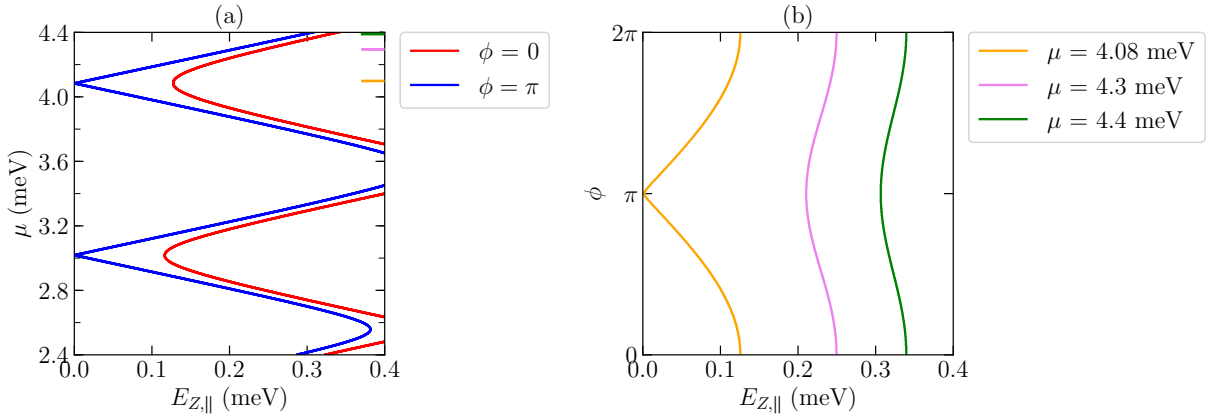 (a)
4.4
4.0
3.6
3.2
2.8
2.4
μ (meV)
0.0 0.1 0.2 0.3 0.4
E_{Z,∥} (meV)
ϕ = 0
ϕ = π
(b)
2π
π
0
ϕ
0.0 0.1 0.2 0.3 0.4
E_{Z,∥} (meV)
μ = 4.08 meV
μ = 4.3 meV
μ = 4.4 meV